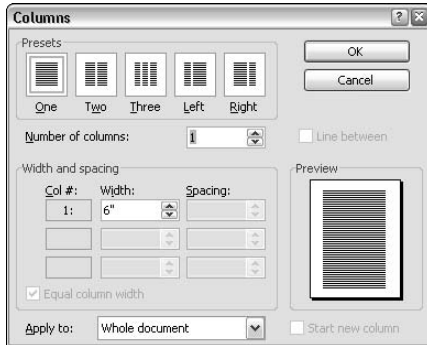 Columns
Presets
One Two Three Left Right
OK
Cancel
Number of columns: 1
Line between
Width and spacing
Col #: Width: Spacing:
1: 6"
Equal column width
Preview
Apply to: Whole document
Start new column